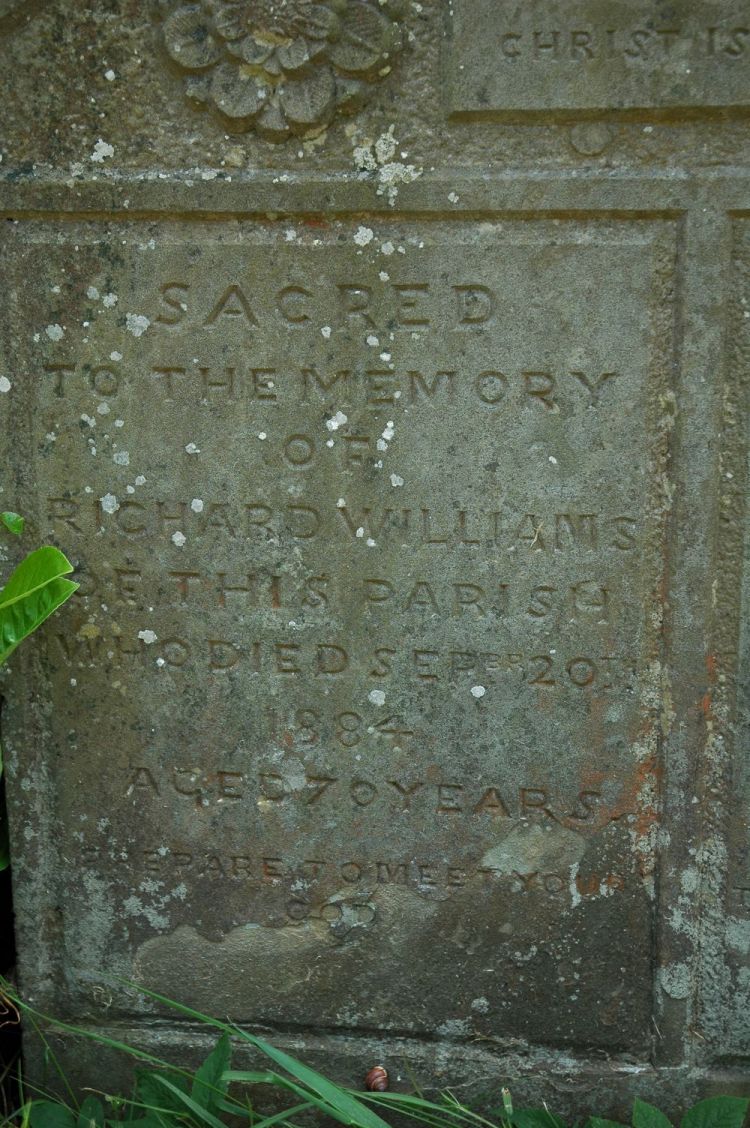 CHRIST IS
SACRED
TO THE MEMORY
OF
RICHARD WILLIAMS
OF THIS PARISH
WHO DIED SEPBER 20TH
1884
AGED 70 YEARS.
PREPARE TO MEET YOUR
GOD